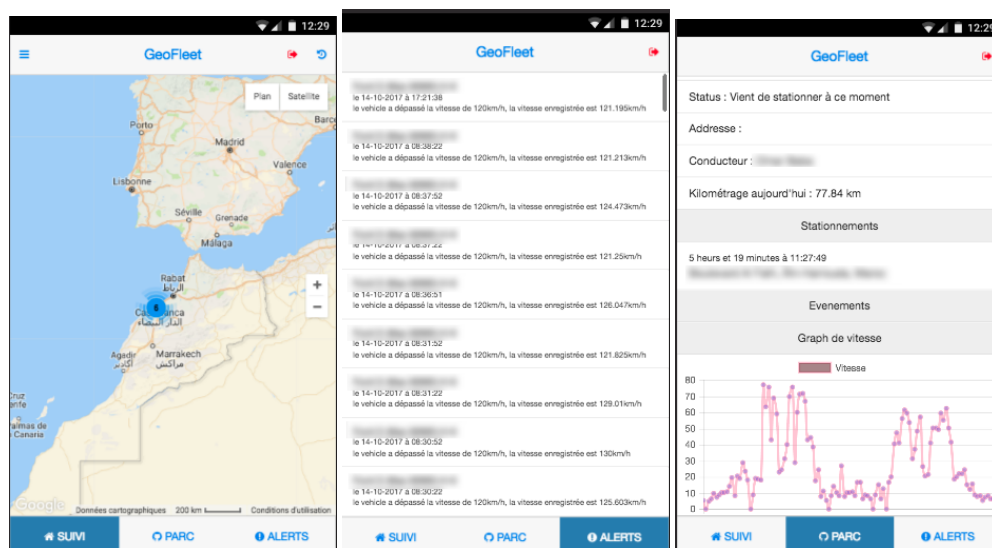 12:29
GeoFleet
Plan Satellite
Porto
Barce
Madrid
Valence
Lisbonne
Séville
Grenade
Málaga
Rabat
الرباط
الدار البيضاء
Agadir
أكادير
Marrakech
مراكش
Google
Données cartographiques 200 km Conditions d'utilisation
SUIVI PARC ALERTS
12:29
GeoFleet
le 14-10-2017 à 17:21:38
le vehicle a dépassé la vitesse de 120km/h, la vitesse enregistrée est 121.195km/h
le 14-10-2017 à 08:38:22
le vehicle a dépassé la vitesse de 120km/h, la vitesse enregistrée est 121.213km/h
le 14-10-2017 à 08:37:52
le vehicle a dépassé la vitesse de 120km/h, la vitesse enregistrée est 124.473km/h
le 14-10-2017 à 08:37:22
le vehicle a dépassé la vitesse de 120km/h, la vitesse enregistrée est 121.25km/h
le 14-10-2017 à 08:36:51
le vehicle a dépassé la vitesse de 120km/h, la vitesse enregistrée est 126.047km/h
le 14-10-2017 à 08:31:52
le vehicle a dépassé la vitesse de 120km/h, la vitesse enregistrée est 121.825km/h
le 14-10-2017 à 08:31:22
le vehicle a dépassé la vitesse de 120km/h, la vitesse enregistrée est 129.01km/h
le 14-10-2017 à 08:30:52
le vehicle a dépassé la vitesse de 120km/h, la vitesse enregistrée est 130km/h
le 14-10-2017 à 08:30:22
le vehicle a dépassé la vitesse de 120km/h, la vitesse enregistrée est 125.603km/h
SUIVI PARC ALERTS
12:29
GeoFleet
Status : Vient de stationner à ce moment
Addresse :
Conducteur :
Kilométrage aujourd'hui : 77.84 km
Stationnements
5 heurs et 19 minutes à 11:27:49
Evenements
Graph de vitesse
Vitesse
80
70
60
50
40
30
20
10
0
SUIVI PARC ALERTS